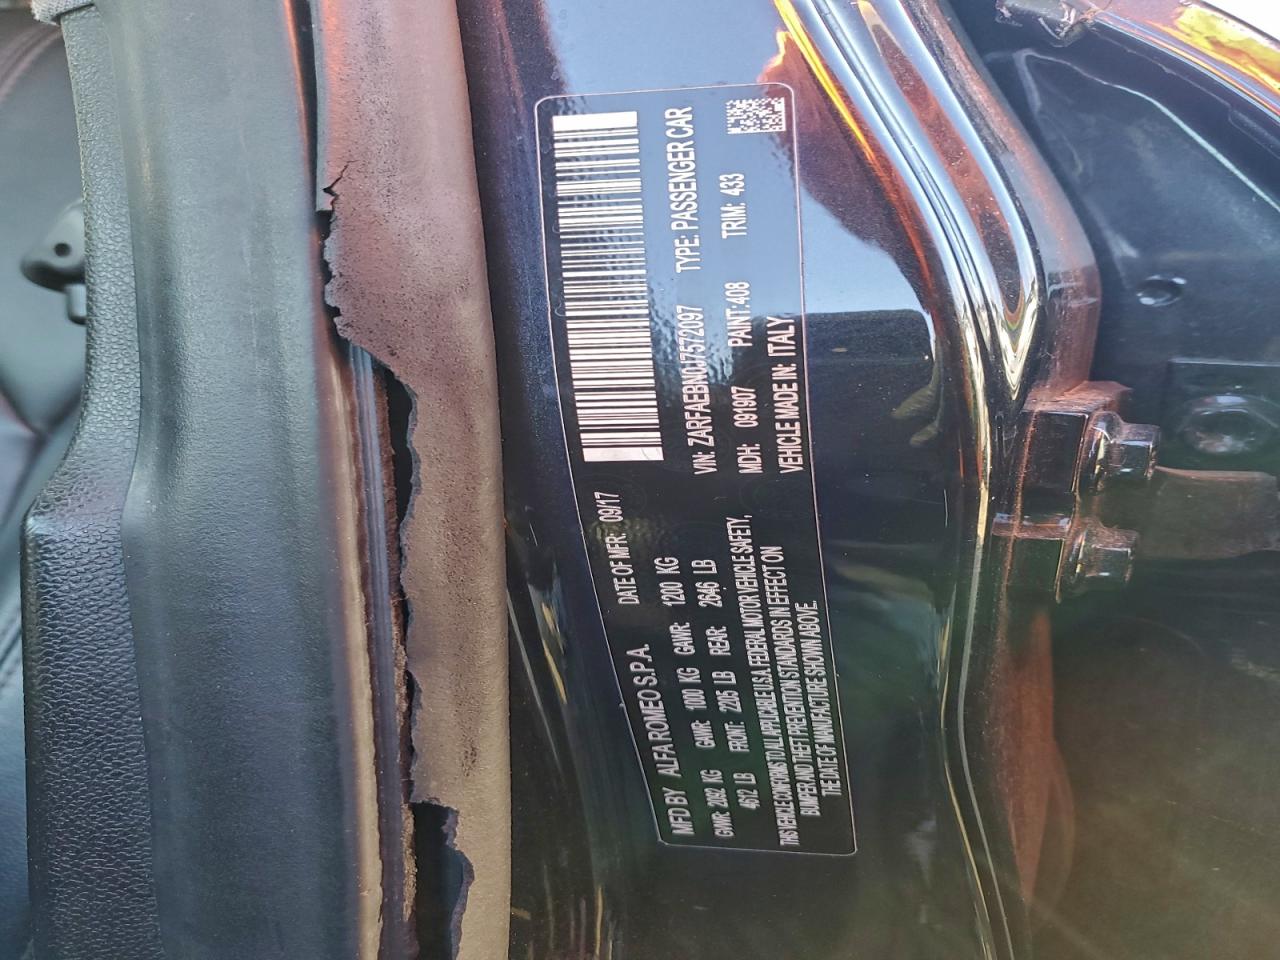 MFD BY ALFA ROMEO S.P.A. DATE OF MFR: 09/17
GVWR: 2092 KG GAWR: 1000 KG GAWR: 1200 KG
4612 LB FRONT: 2205 LB REAR: 2646 LB
THIS VEHICLE CONFORMS TO ALL APPLICABLE U.S.A. FEDERAL MOTOR VEHICLE SAFETY,
BUMPER, AND THEFT PREVENTION STANDARDS IN EFFECT ON
THE DATE OF MANUFACTURE SHOWN ABOVE.
VIN: ZARFAEBN0J7572097 TYPE: PASSENGER CAR
MDH: 091907 PAINT: 408 TRIM: 433
VEHICLE MADE IN: ITALY